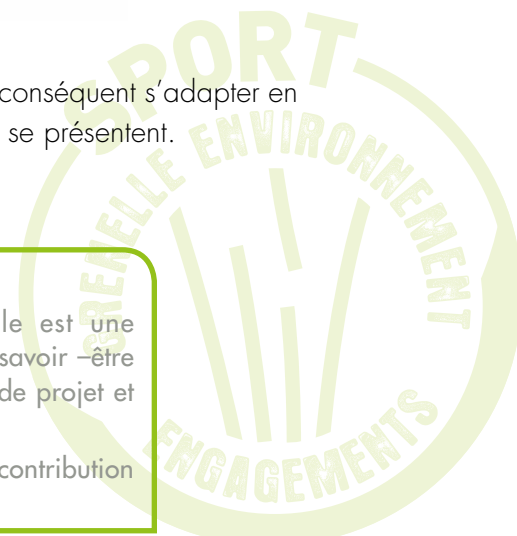 SPORT
conséquent s’adapter en
se présentent.
GRENELLE ENVIRONNEMENT
le est une
savoir –être
de projet et
contribution
ENGAGEMENTS